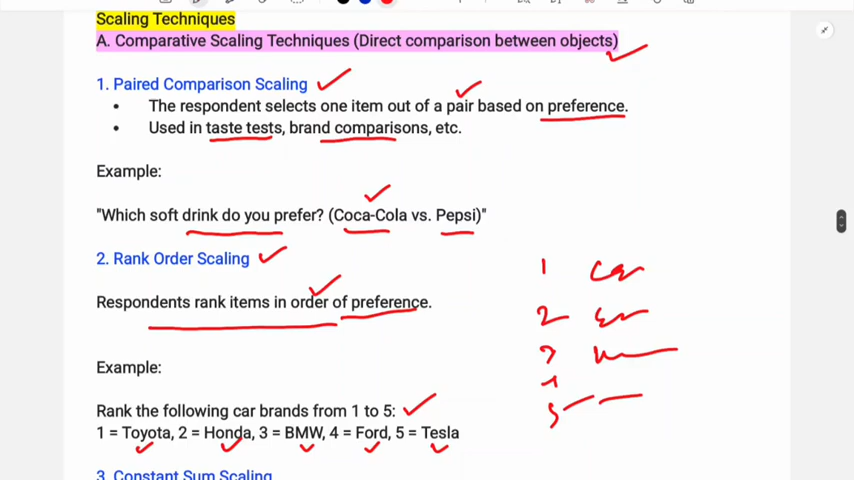 Scaling Techniques
A. Comparative Scaling Techniques (Direct comparison between objects)
1. Paired Comparison Scaling
• The respondent selects one item out of a pair based on preference.
• Used in taste tests, brand comparisons, etc.
Example:
"Which soft drink do you prefer? (Coca-Cola vs. Pepsi)"
2. Rank Order Scaling
Respondents rank items in order of preference.
1 Car
2
3
4
5
Example:
Rank the following car brands from 1 to 5:
1 = Toyota, 2 = Honda, 3 = BMW, 4 = Ford, 5 = Tesla
3. Constant Sum Scaling